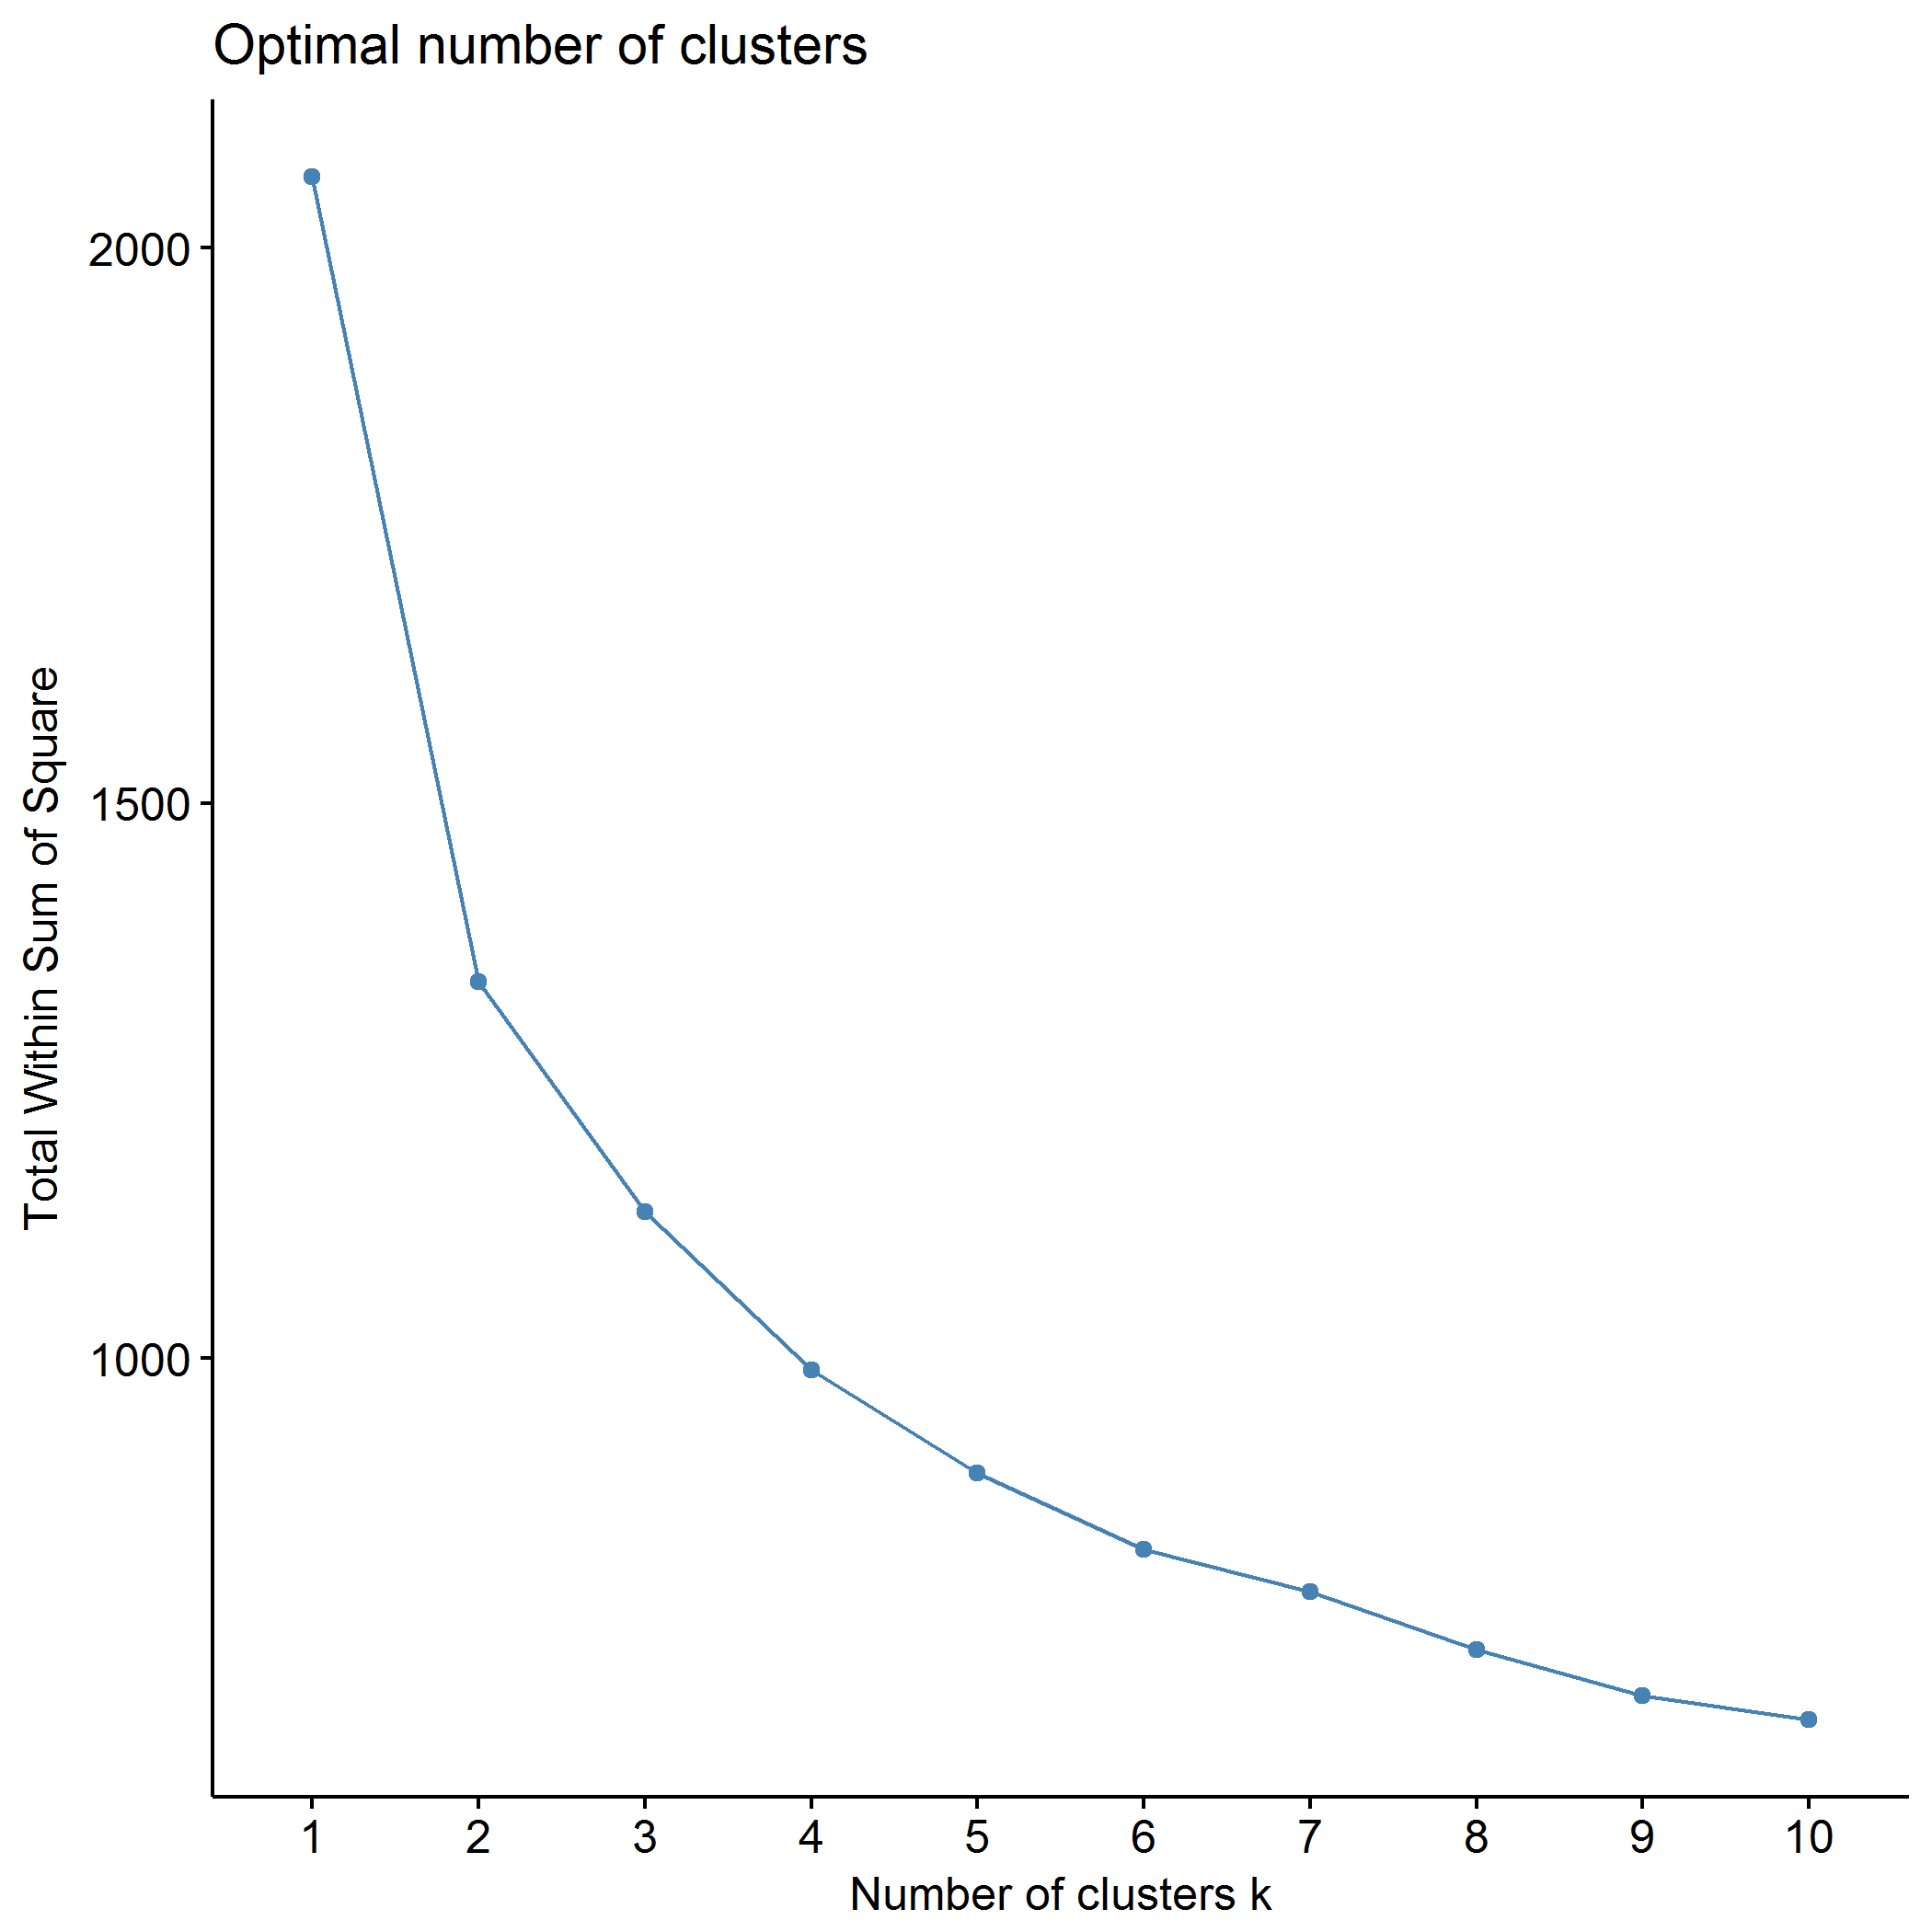 Optimal number of clusters
2000
1500
1000
Total Within Sum of Square
1 2 3 4 5 6 7 8 9 10
Number of clusters k